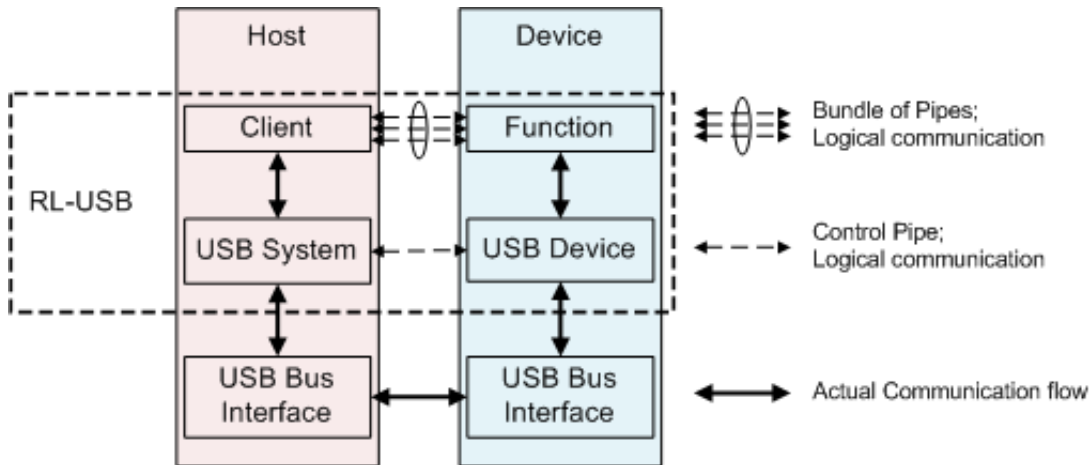 Host
Device
Client
Function
Bundle of Pipes;
Logical communication
RL-USB
USB System
USB Device
Control Pipe;
Logical communication
USB Bus
Interface
USB Bus
Interface
Actual Communication flow